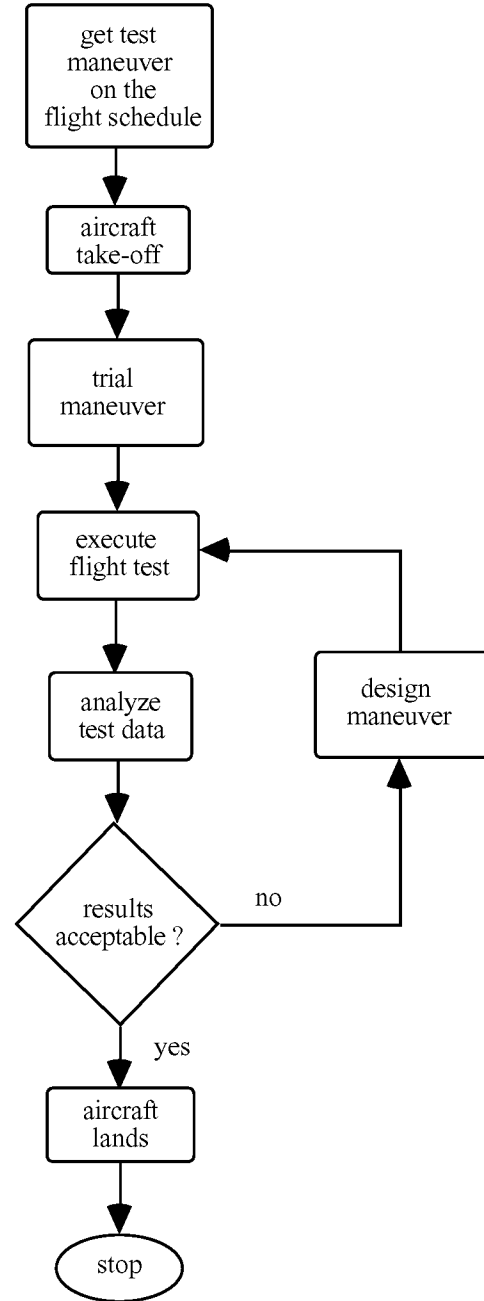 get test
maneuver
on the
flight schedule
aircraft
take-off
trial
maneuver
execute
flight test
analyze
test data
design
maneuver
results
acceptable ?
no
yes
aircraft
lands
stop